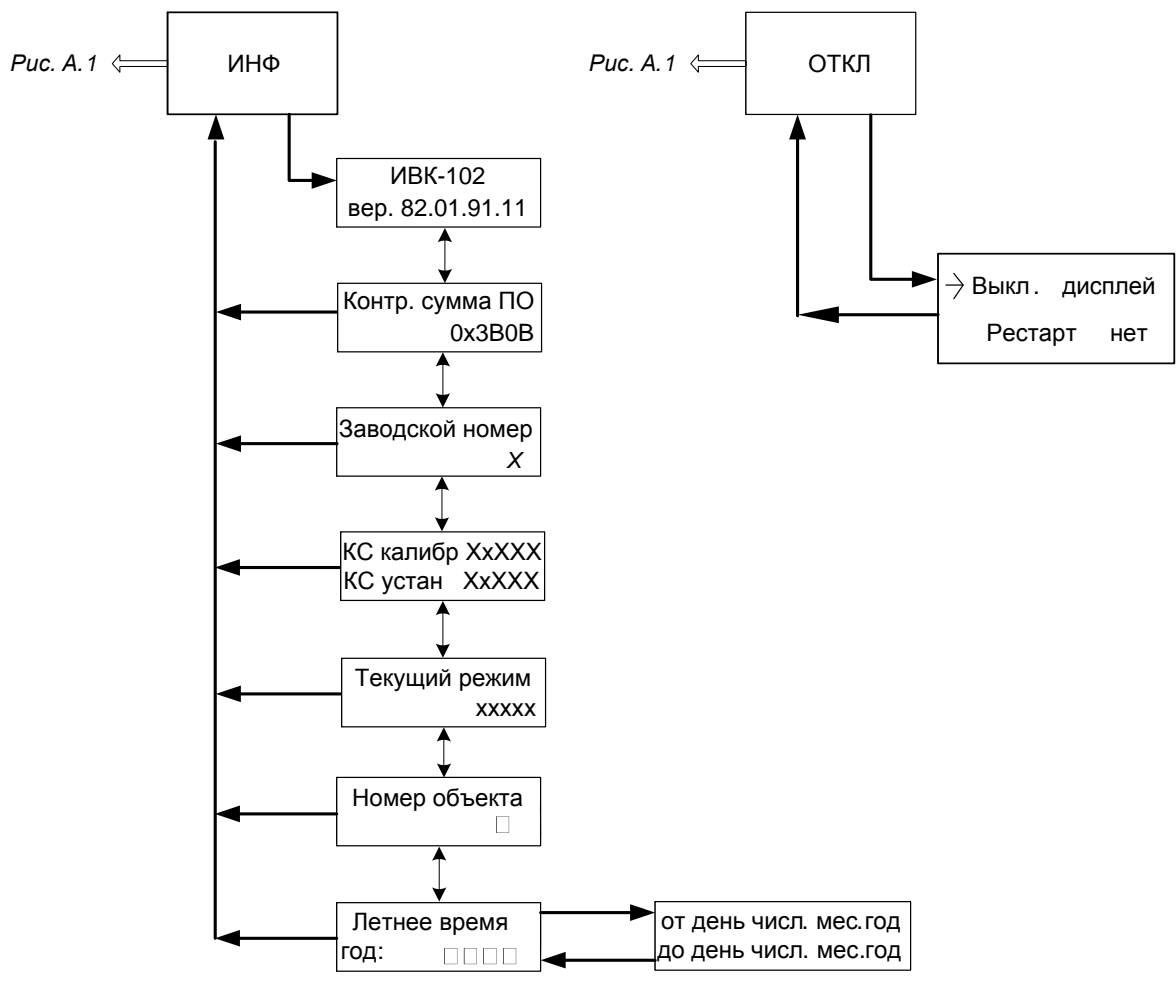 Рис. А.1
ИНФ
ИВК-102
вер. 82.01.91.11
Контр. сумма ПО
0x3B0B
Заводской номер
X
КС калибр XxXXX
КС устан XxXXX
Текущий режим
xxxxx
Номер объекта
□
Летнее время
год: □□□□
от день числ. мес.год
до день числ. мес.год
Рис. А.1
ОТКЛ
→ Выкл. дисплей
Рестарт нет